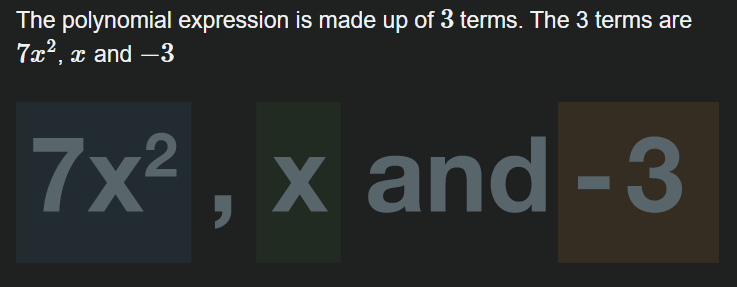 The polynomial expression is made up of 3 terms. The 3 terms are
7x², x and −3
7x² , x and - 3